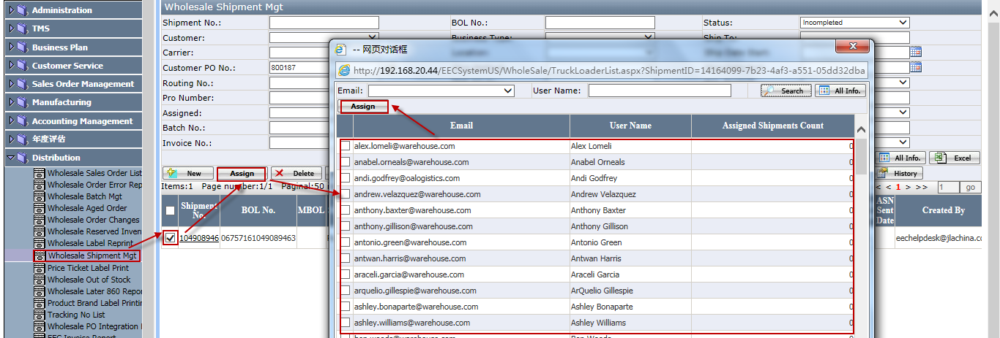 Administration
TMS
Business Plan
Customer Service
Sales Order Management
Manufacturing
Accounting Management
年度评估
Distribution
Wholesale Sales Order List
Wholesale Order Error Rep
Wholesale Batch Mgt
Wholesale Aged Order
Wholesale Order Changes
Wholesale Reserved Inven
Wholesale Label Reprint
Wholesale Shipment Mgt
Price Ticket Label Print
Wholesale Out of Stock
Wholesale Later 860 Repor
Product Brand Label Printin
Tracking No List
Wholesale PO Integration
EEC Invoice Report
Wholesale Shipment Mgt
Shipment No.: BOL No.: Status: Incompleted
Customer: Business Type: Ship To:
Carrier: Location: Ship Date Start:
Customer PO No.: 800187
Routing No.:
Pro Number:
Assigned:
Batch No.:
Invoice No.:
All Info. Excel
New Assign Delete History
Items:1 Page number:1/1 Paginal:50
< < 1 > >> 1 go
Shipment No. BOL No. MBOL ASN Sent Date Created By
104908946 06757161049089463 eechelpdesk@jlachina.co
-- 网页对话框
http://192.168.20.44/EECSystemUS/WholeSale/TruckLoaderList.aspx?ShipmentID=14164099-7b23-4af3-a551-05dd32dba
Email: User Name: Search All Info.
Assign
Email User Name Assigned Shipments Count
alex.lomeli@warehouse.com Alex Lomeli 0
anabel.orneals@warehouse.com Anabel Orneals 0
andi.godfrey@oalogistics.com Andi Godfrey 0
andrew.velazquez@warehouse.com Andrew Velazquez 0
anthony.baxter@warehouse.com Anthony Baxter 0
anthony.gillison@warehouse.com Anthony Gillison 0
antonio.green@warehouse.com Antonio Green 0
antwan.harris@warehouse.com Antwan Harris 0
araceli.garcia@warehouse.com Araceli Garcia 0
arquelio.gillespie@warehouse.com ArQuelio Gillespie 0
ashley.bonaparte@warehouse.com Ashley Bonaparte 0
ashley.williams@warehouse.com Ashley Williams 0